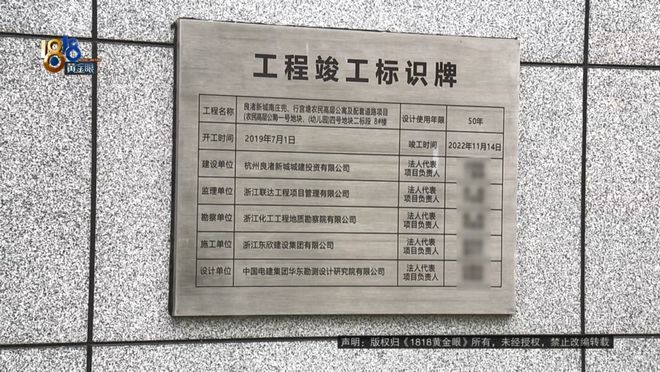 1818
黄金眼
工程竣工标识牌
工程名称 良渚新城南庄兜、行宫塘农民高层公寓及配套道路项目 设计使用年限 50年
(农民高层公寓一号地块、(幼儿园)四号地块二标段 8#楼
开工时间 2019年7月1日 竣工时间 2022年11月14日
建设单位 杭州良渚新城城建投资有限公司 法人代表
项目负责人
监理单位 浙江联达工程项目管理有限公司 法人代表
项目负责人
勘察单位 浙江化工工程地质勘察院有限公司 法人代表
项目负责人
施工单位 浙江东欣建设集团有限公司 法人代表
项目负责人
设计单位 中国电建集团华东勘测设计研究院有限公司 法人代表
项目负责人
声明：版权归《1818黄金眼》所有，未经授权，禁止改编转载